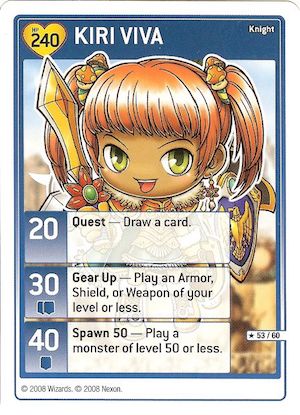 HP
240
KIRI VIVA
Knight
20
Quest — Draw a card.
30
Gear Up — Play an Armor,
Shield, or Weapon of your
level or less.
40
Spawn 50 — Play a
monster of level 50 or less.
★ 53 / 60
© 2008 Wizards. © 2008 Nexon.